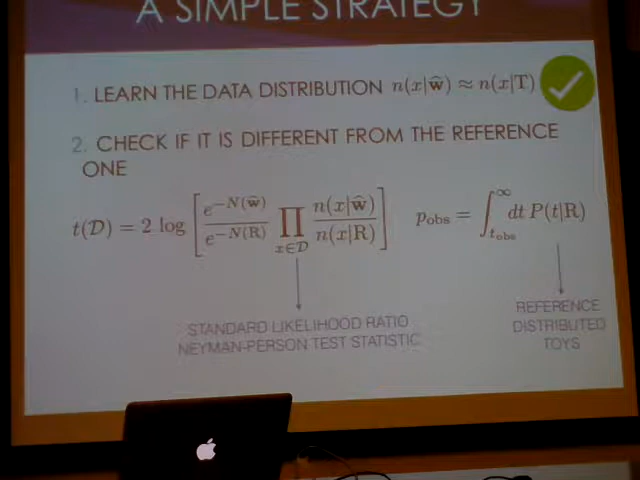 A SIMPLE STRATEGY
1. LEARN THE DATA DISTRIBUTION n(x|ŵ) ≈ n(x|T)
2. CHECK IF IT IS DIFFERENT FROM THE REFERENCE
ONE
t(D) = 2 log [ e^{-N(ŵ)} / e^{-N(R)} ∏_{x∈D} n(x|ŵ) / n(x|R) ] p_obs = ∫_{t_obs}^{∞} dt P(t|R)
STANDARD LIKELIHOOD RATIO
NEYMAN-PERSON TEST STATISTIC
REFERENCE
DISTRIBUTED
TOYS